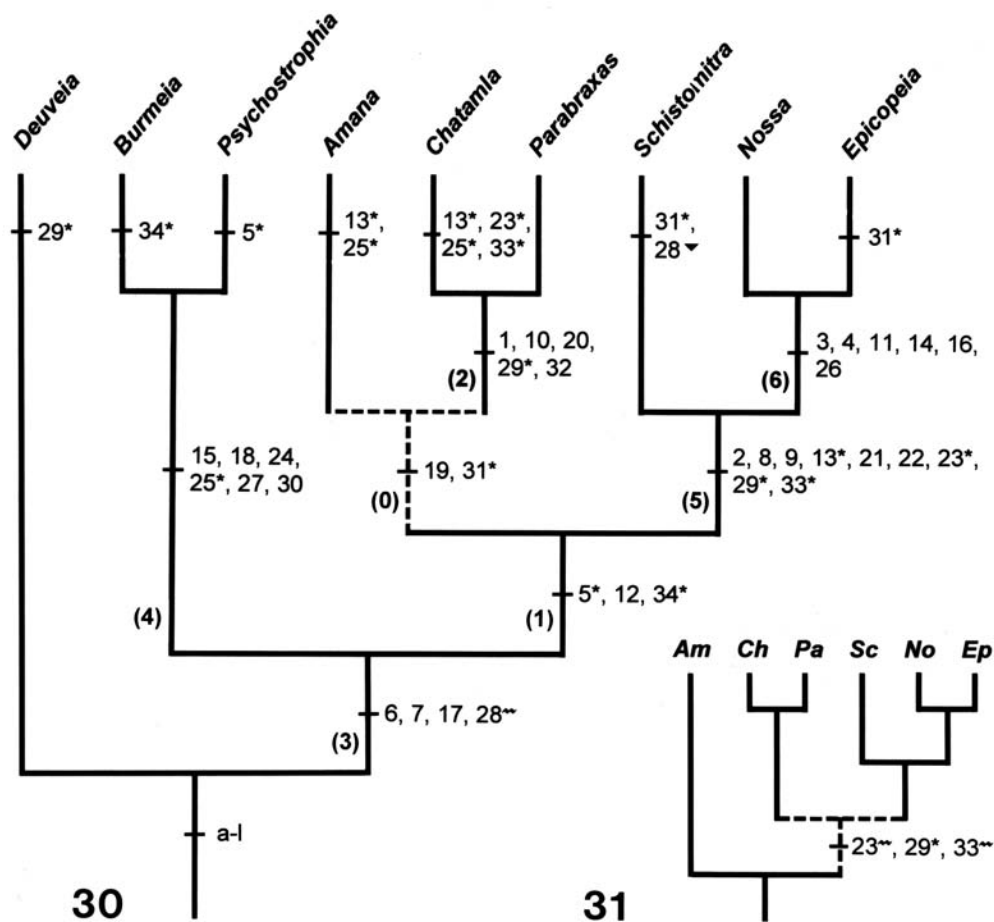 Deuveia
Burmeia
Psychostrophia
Amana
Chatamla
Parabraxas
Schistomitra
Nossa
Epicopeia
29*
34*
5*
13*,
25*
13*, 23*,
25*, 33*
31*,
28
31*
1, 10, 20,
29*, 32
(2)
3, 4, 11, 14, 16,
26
(6)
15, 18, 24,
25*, 27, 30
19, 31*
(0)
2, 8, 9, 13*, 21, 22, 23*,
29*, 33*
(5)
(4)
5*, 12, 34*
(1)
Am Ch Pa Sc No Ep
6, 7, 17, 28
(3)
a-l
23, 29*, 33
30
31